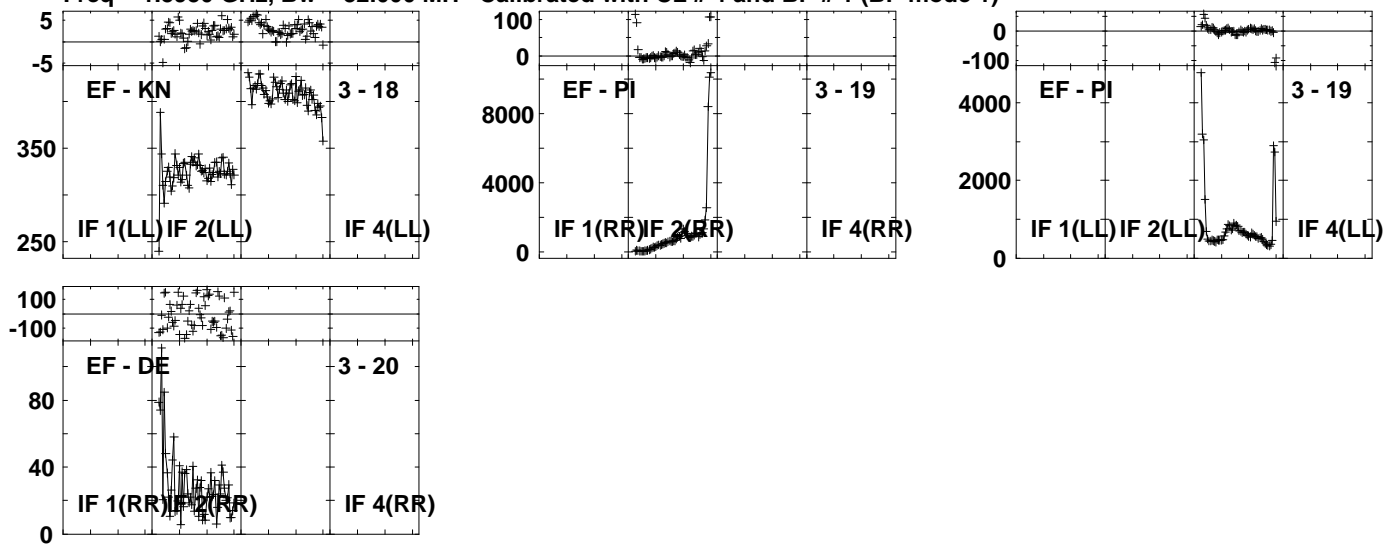 5
-5
EF - KN 3 - 18
350
250
IF 1(LL) IF 2(LL) IF 4(LL)
100
0
EF - PI 3 - 19
8000
4000
0
IF 1(RR) IF 2(RR) IF 4(RR)
0
-100
EF - PI 3 - 19
4000
2000
0
IF 1(LL) IF 2(LL) IF 4(LL)
100
-100
EF - DE 3 - 20
80
40
0
IF 1(RR) IF 2(RR) IF 4(RR)